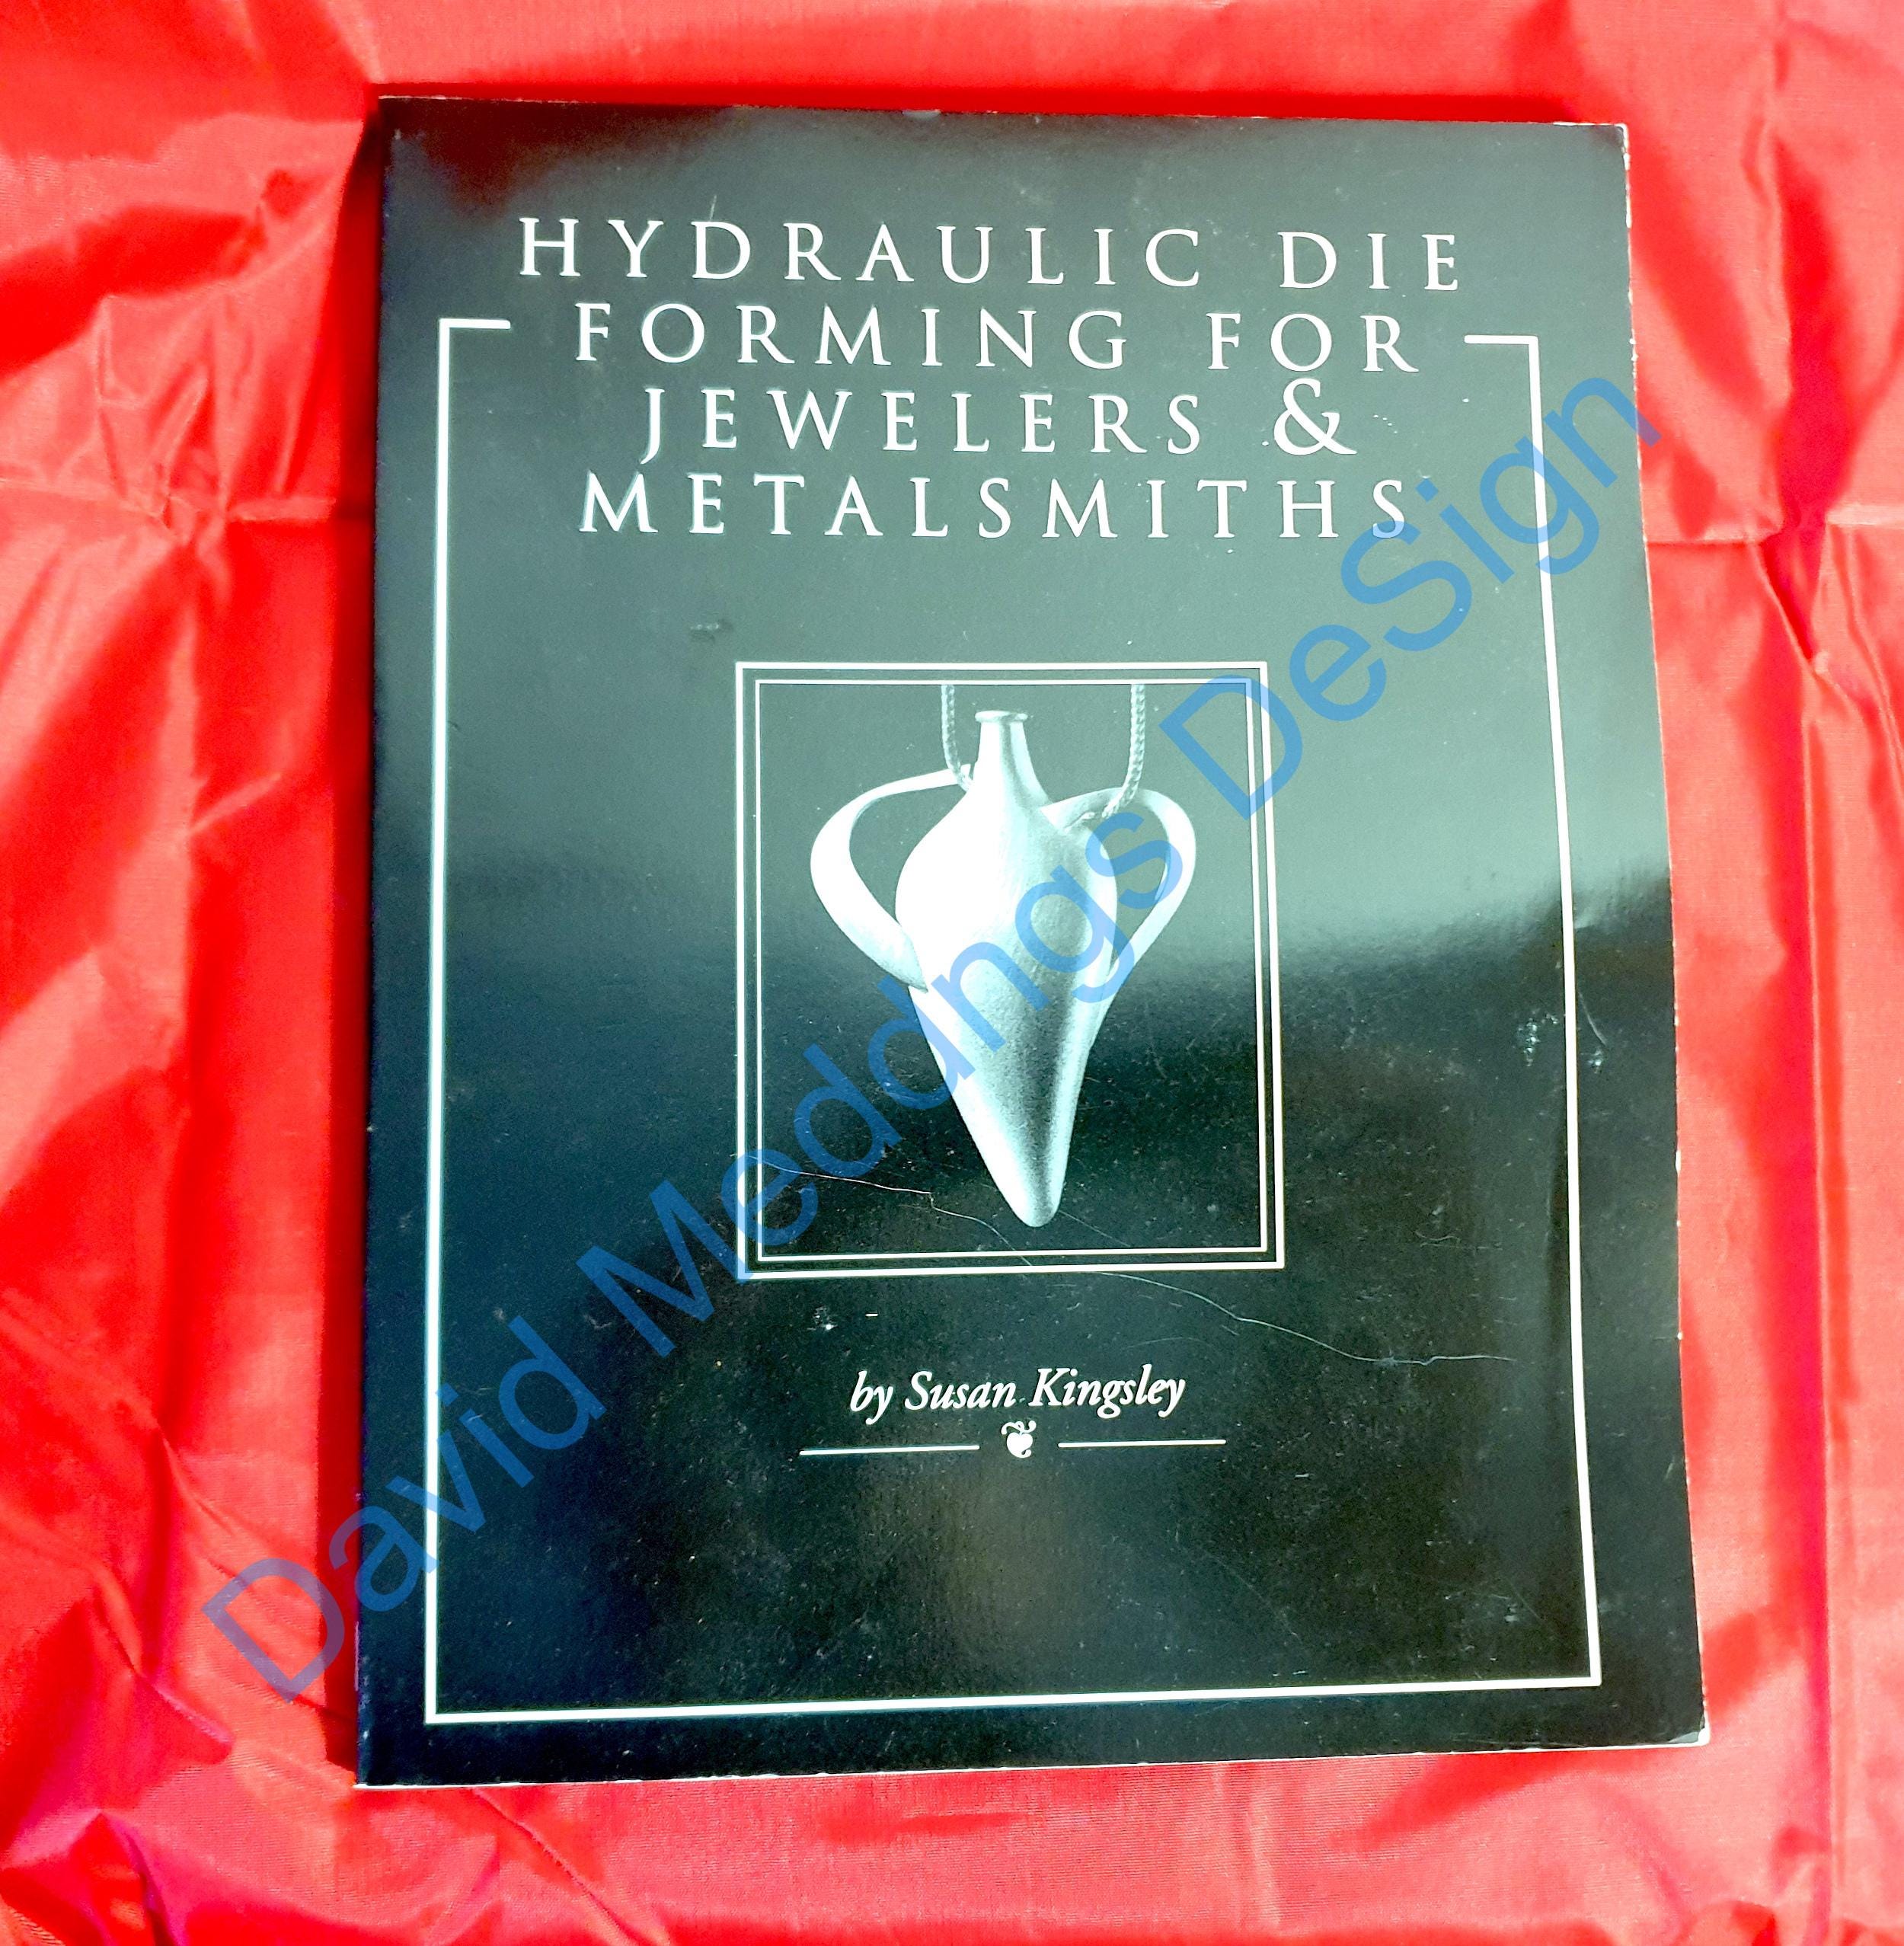 HYDRAULIC DIE
FORMING FOR
JEWELERS &
METALSMITHS
by Susan Kingsley
David Meddings DeSign